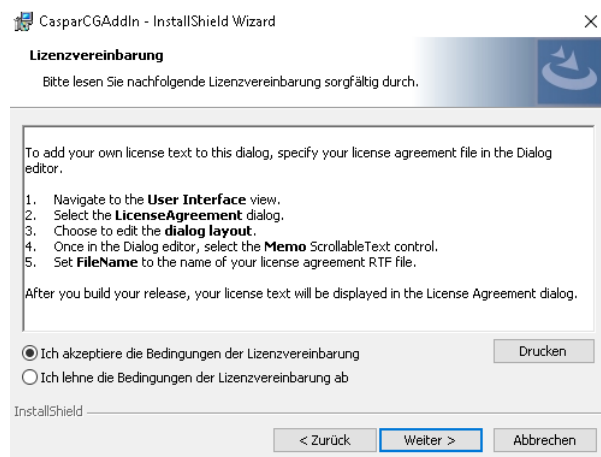 CasparCGAddIn - InstallShield Wizard
Lizenzvereinbarung
Bitte lesen Sie nachfolgende Lizenzvereinbarung sorgfältig durch.
To add your own license text to this dialog, specify your license agreement file in the Dialog
editor.
1. Navigate to the User Interface view.
2. Select the LicenseAgreement dialog.
3. Choose to edit the dialog layout.
4. Once in the Dialog editor, select the Memo ScrollableText control.
5. Set FileName to the name of your license agreement RTF file.
After you build your release, your license text will be displayed in the License Agreement dialog.
Ich akzeptiere die Bedingungen der Lizenzvereinbarung
Drucken
Ich lehne die Bedingungen der Lizenzvereinbarung ab
InstallShield
< Zurück
Weiter >
Abbrechen